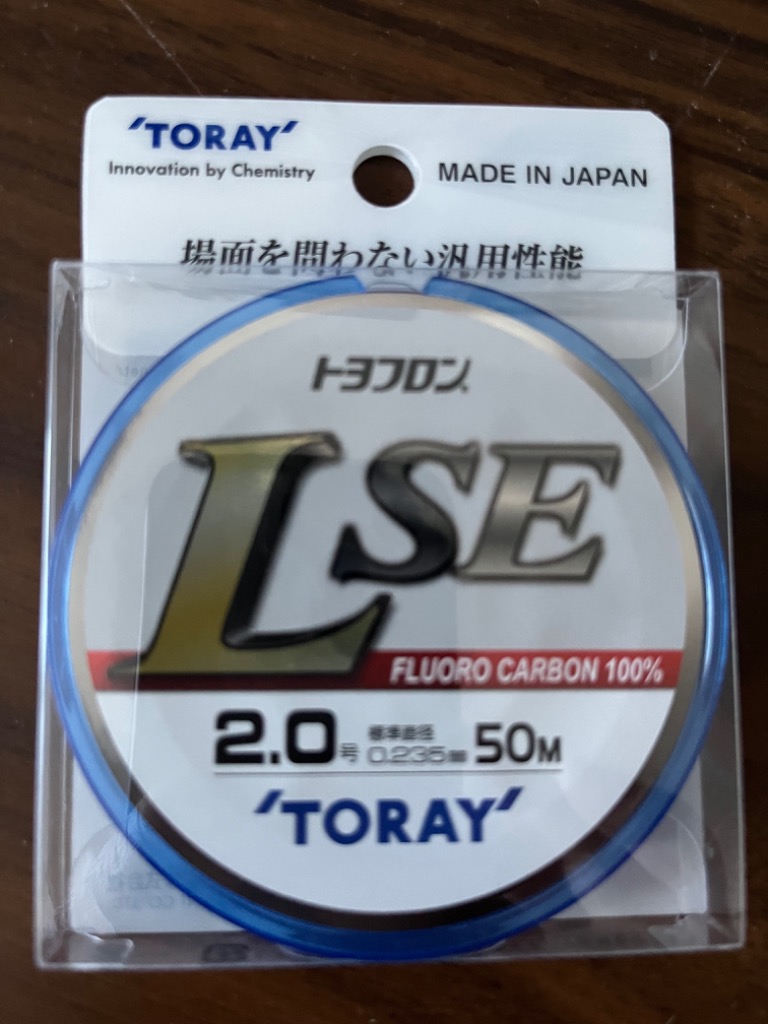 'TORAY'
Innovation by Chemistry
MADE IN JAPAN
場面を問わない汎用性能
トヨフロン
LSE
FLUORO CARBON 100%
2.0号 標準直径 0.235mm 50M
'TORAY'